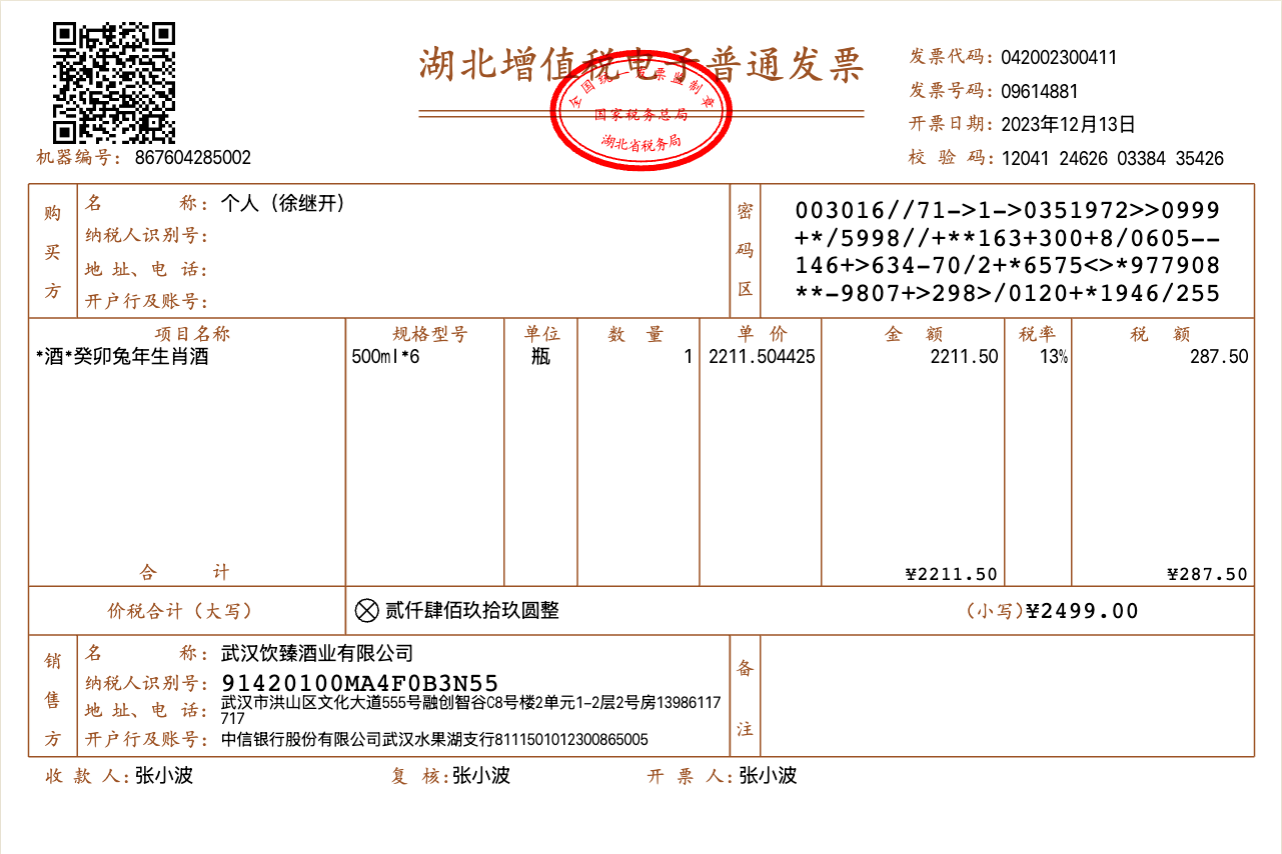 湖北增值税电子普通发票
全国统一发票监制章
国家税务总局
湖北省税务局
机器编号: 867604285002
发票代码: 042002300411
发票号码: 09614881
开票日期: 2023年12月13日
校 验 码: 12041 24626 03384 35426
购买方
名 称: 个人（徐继开）
纳税人识别号:
地 址、电 话:
开户行及账号:
密码区
003016//71->1->0351972>>0999
+*/5998//+**163+300+8/0605--
146+>634-70/2+*6575<>*977908
**-9807+>298>/0120+*1946/255
项目名称 规格型号 单位 数 量 单 价 金 额 税率 税 额
*酒*癸卯兔年生肖酒 500ml*6 瓶 1 2211.504425 2211.50 13% 287.50
合 计 ¥2211.50 ¥287.50
价税合计（大写） ⊗ 贰仟肆佰玖拾玖圆整 （小写）¥2499.00
销售方
名 称: 武汉饮臻酒业有限公司
纳税人识别号: 91420100MA4F0B3N55
地 址、电 话: 武汉市洪山区文化大道555号融创智谷C8号楼2单元1-2层2号房13986117
717
开户行及账号: 中信银行股份有限公司武汉水果湖支行8111501012300865005
备注
收 款 人: 张小波 复 核: 张小波 开 票 人: 张小波